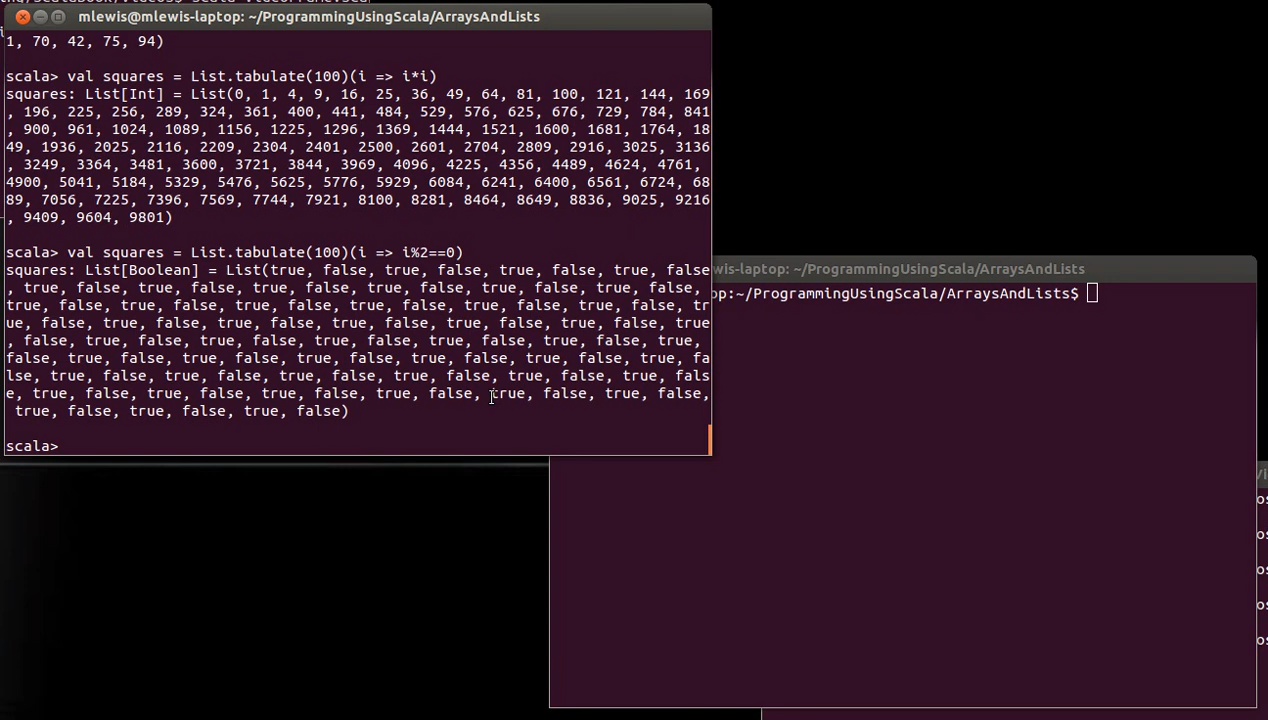 mlewis@mlewis-laptop: ~/ProgrammingUsingScala/ArraysAndLists
1, 70, 42, 75, 94)
scala> val squares = List.tabulate(100)(i => i*i)
squares: List[Int] = List(0, 1, 4, 9, 16, 25, 36, 49, 64, 81, 100, 121, 144, 169
, 196, 225, 256, 289, 324, 361, 400, 441, 484, 529, 576, 625, 676, 729, 784, 841
, 900, 961, 1024, 1089, 1156, 1225, 1296, 1369, 1444, 1521, 1600, 1681, 1764, 18
49, 1936, 2025, 2116, 2209, 2304, 2401, 2500, 2601, 2704, 2809, 2916, 3025, 3136
, 3249, 3364, 3481, 3600, 3721, 3844, 3969, 4096, 4225, 4356, 4489, 4624, 4761,
4900, 5041, 5184, 5329, 5476, 5625, 5776, 5929, 6084, 6241, 6400, 6561, 6724, 68
89, 7056, 7225, 7396, 7569, 7744, 7921, 8100, 8281, 8464, 8649, 8836, 9025, 9216
, 9409, 9604, 9801)
scala> val squares = List.tabulate(100)(i => i%2==0)
squares: List[Boolean] = List(true, false, true, false, true, false, true, false
, true, false, true, false, true, false, true, false, true, false, true, false,
true, false, true, false, true, false, true, false, true, false, true, false, tr
ue, false, true, false, true, false, true, false, true, false, true, false, true
, false, true, false, true, false, true, false, true, false, true, false, true,
false, true, false, true, false, true, false, true, false, true, false, true, fa
lse, true, false, true, false, true, false, true, false, true, false, true, fals
e, true, false, true, false, true, false, true, false, true, false, true, false,
true, false, true, false, true, false)
scala>
wis-laptop: ~/ProgrammingUsingScala/ArraysAndLists
op:~/ProgrammingUsingScala/ArraysAndLists$